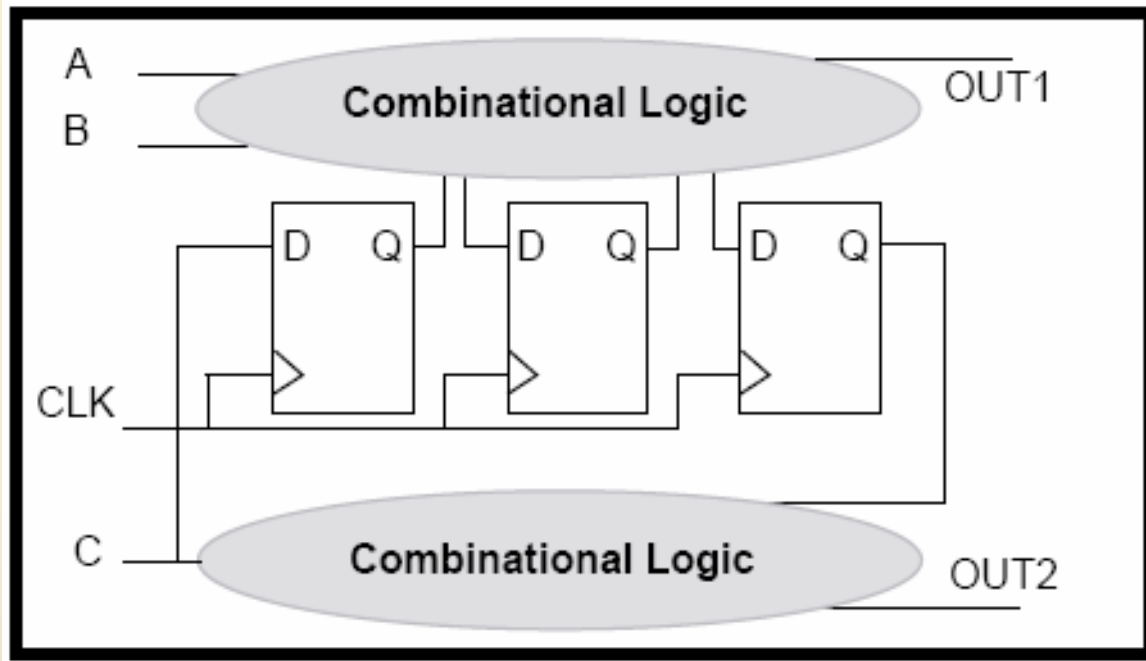 A
Combinational Logic
OUT1
B
D Q D Q D Q
CLK
C
Combinational Logic
OUT2